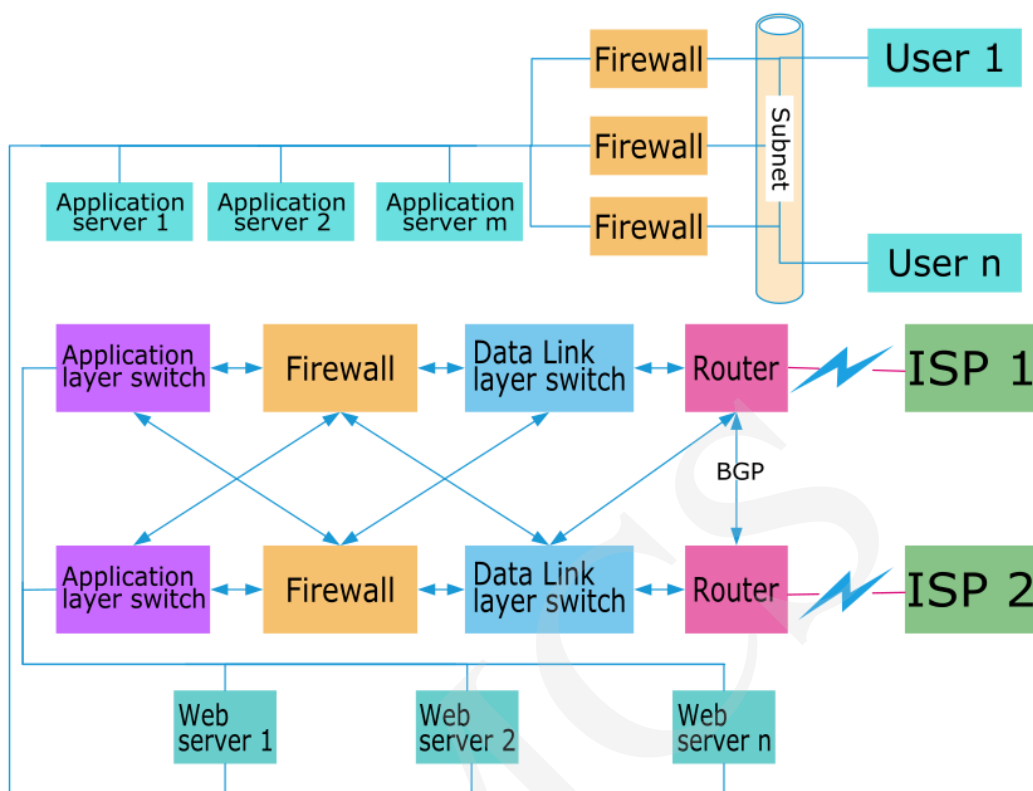 Firewall
User 1
Subnet
Firewall
Application
server 1
Application
server 2
Application
server m
Firewall
User n
Application
layer switch
Firewall
Data Link
layer switch
Router
ISP 1
BGP
Application
layer switch
Firewall
Data Link
layer switch
Router
ISP 2
Web
server 1
Web
server 2
Web
server n